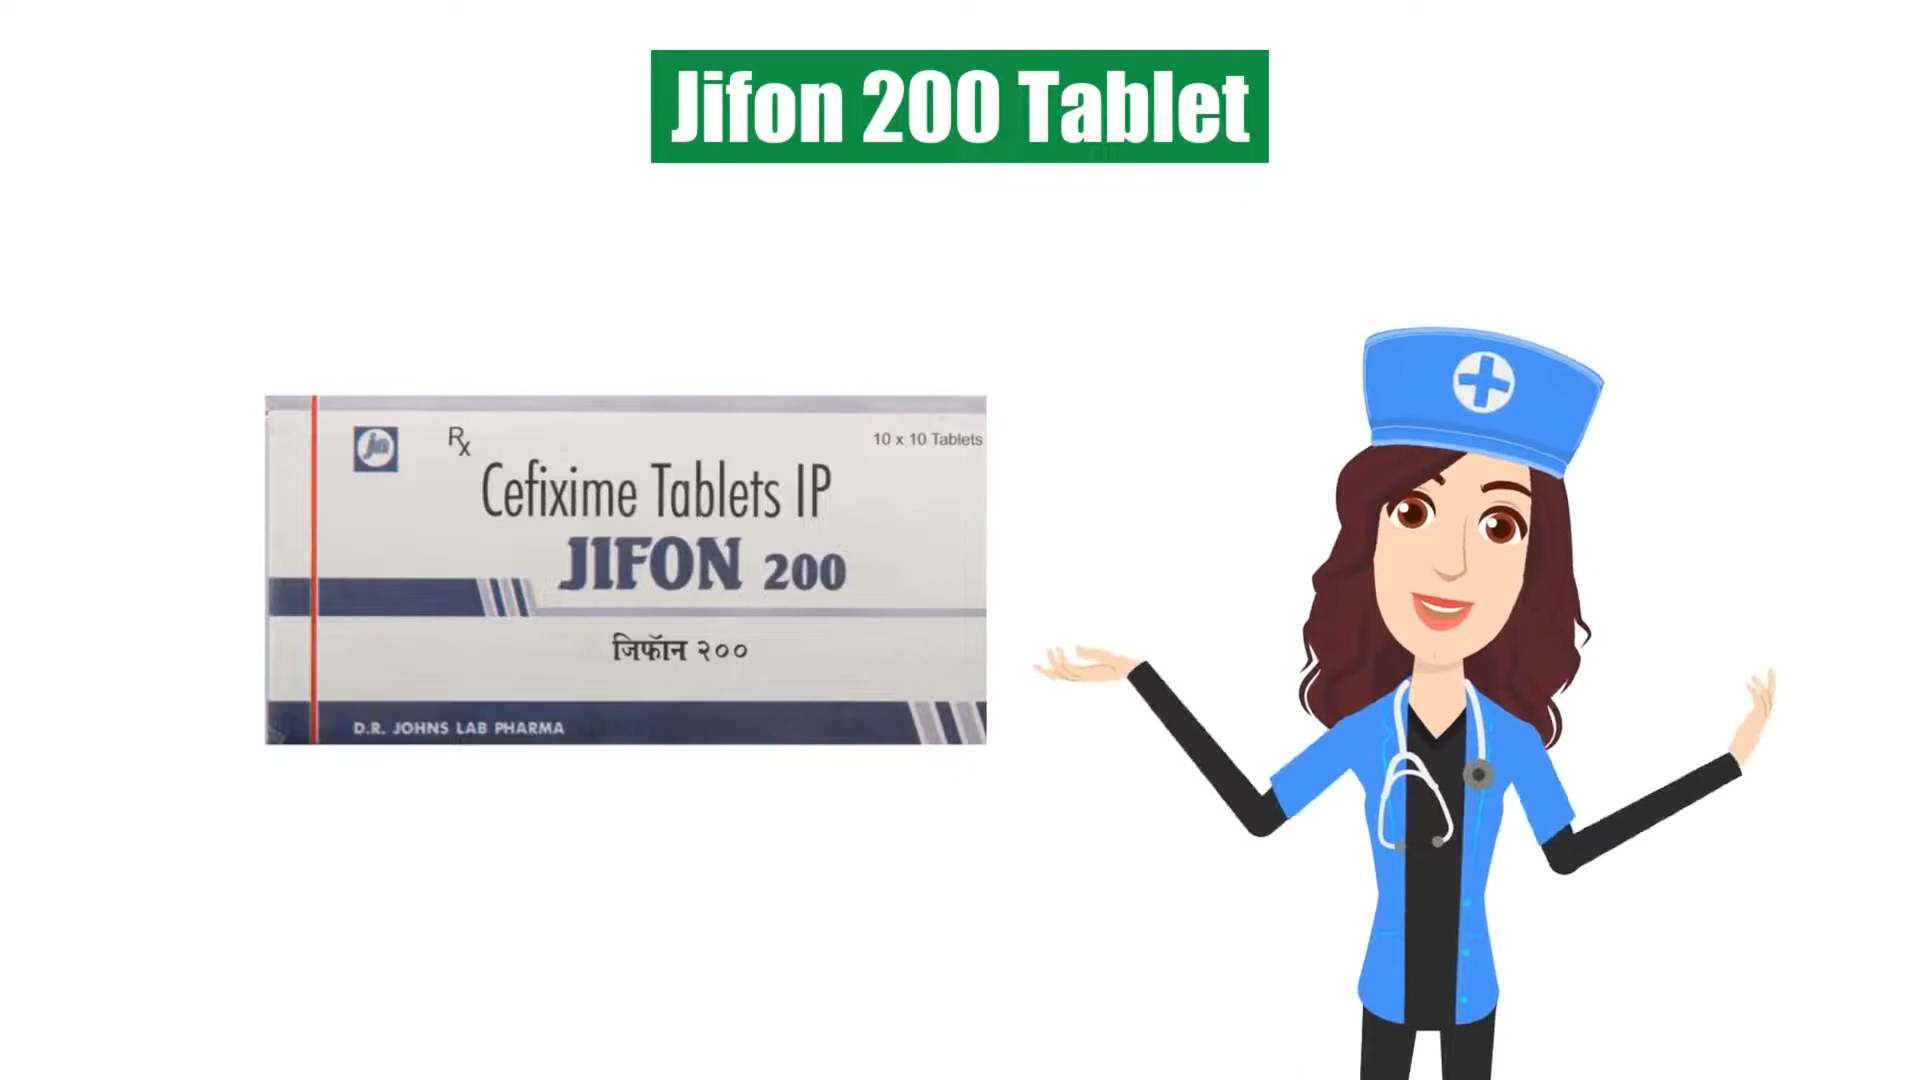 Jifon 200 Tablet
Rx
10 x 10 Tablets
Cefixime Tablets IP
JIFON 200
जिफॉन २००
D.R. JOHNS LAB PHARMA